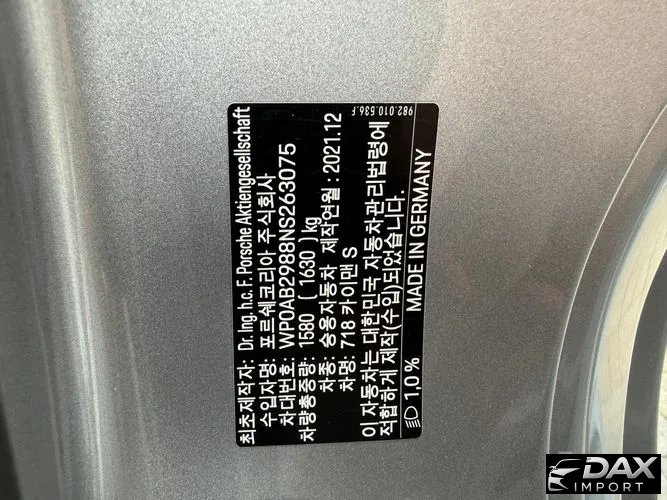 최초제작자: Dr. Ing. h.c. F. Porsche Aktiengesellschaft
수입자명: 포르쉐코리아 주식회사
차대번호: WP0AB2988NS263075
차량총중량: 1580 ( 1630 ) kg
차종: 승용자동차 제작연월 : 2021.12
차명: 718 카이맨 S
이 자동차는 대한민국 자동차관리법령에
적합하게 제작(수입)되었습니다.
1,0 % MADE IN GERMANY
982.010.536.F
DAX
IMPORT